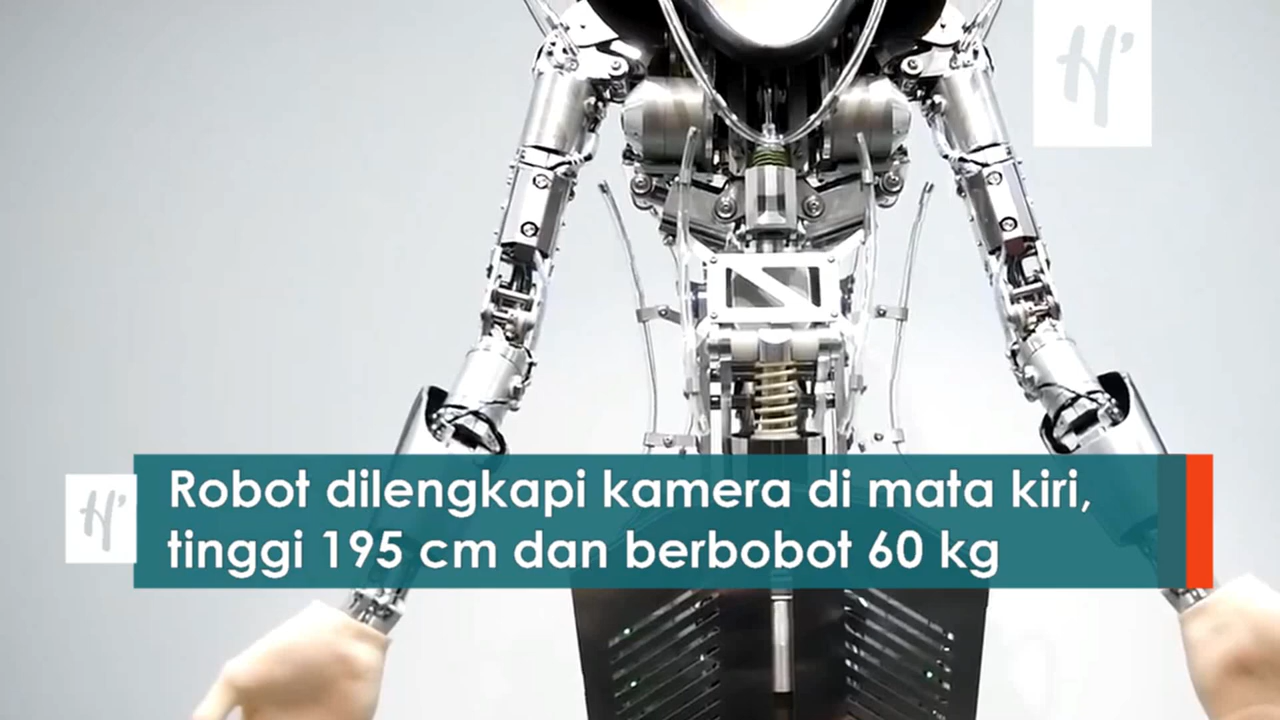 H'
H'
Robot dilengkapi kamera di mata kiri,
tinggi 195 cm dan berbobot 60 kg